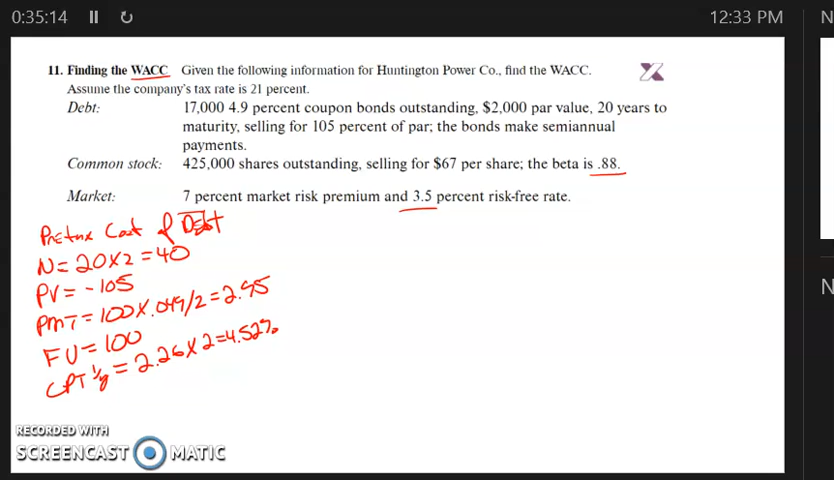 0:35:14
12:33 PM
N
11. Finding the WACC Given the following information for Huntington Power Co., find the WACC.
Assume the company's tax rate is 21 percent.
Debt: 17,000 4.9 percent coupon bonds outstanding, $2,000 par value, 20 years to
maturity, selling for 105 percent of par; the bonds make semiannual
payments.
Common stock: 425,000 shares outstanding, selling for $67 per share; the beta is .88.
Market: 7 percent market risk premium and 3.5 percent risk-free rate.
Pretax Cost of Debt
N = 20 x 2 = 40
PV = -105
PMT = 100 x .049/2 = 2.45
FV = 100
CPT I/y = 2.26 x 2 = 4.52%
N
RECORDED WITH
SCREENCAST MATIC